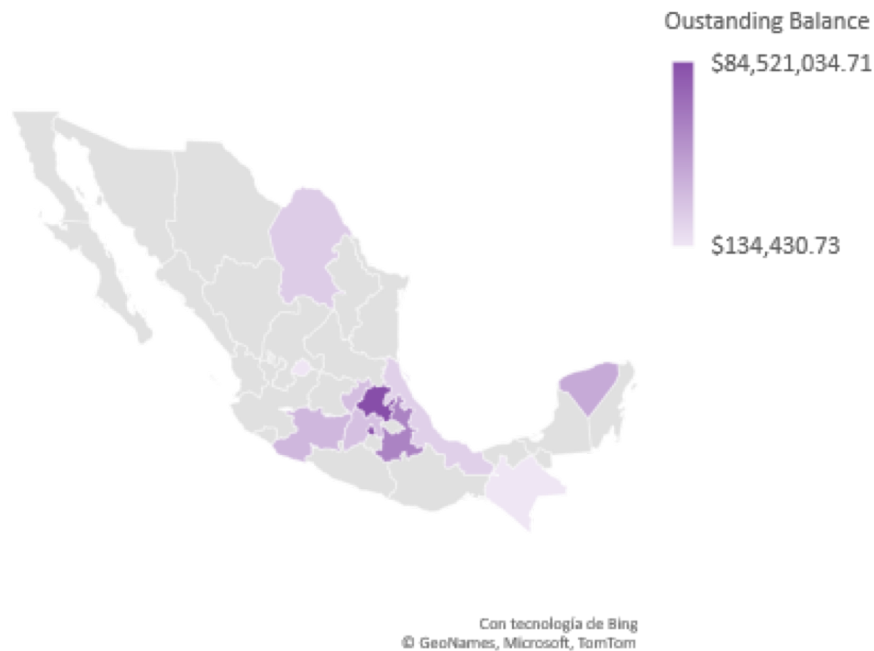 Oustanding Balance
$84,521,034.71
$134,430.73
Con tecnología de Bing
© GeoNames, Microsoft, TomTom